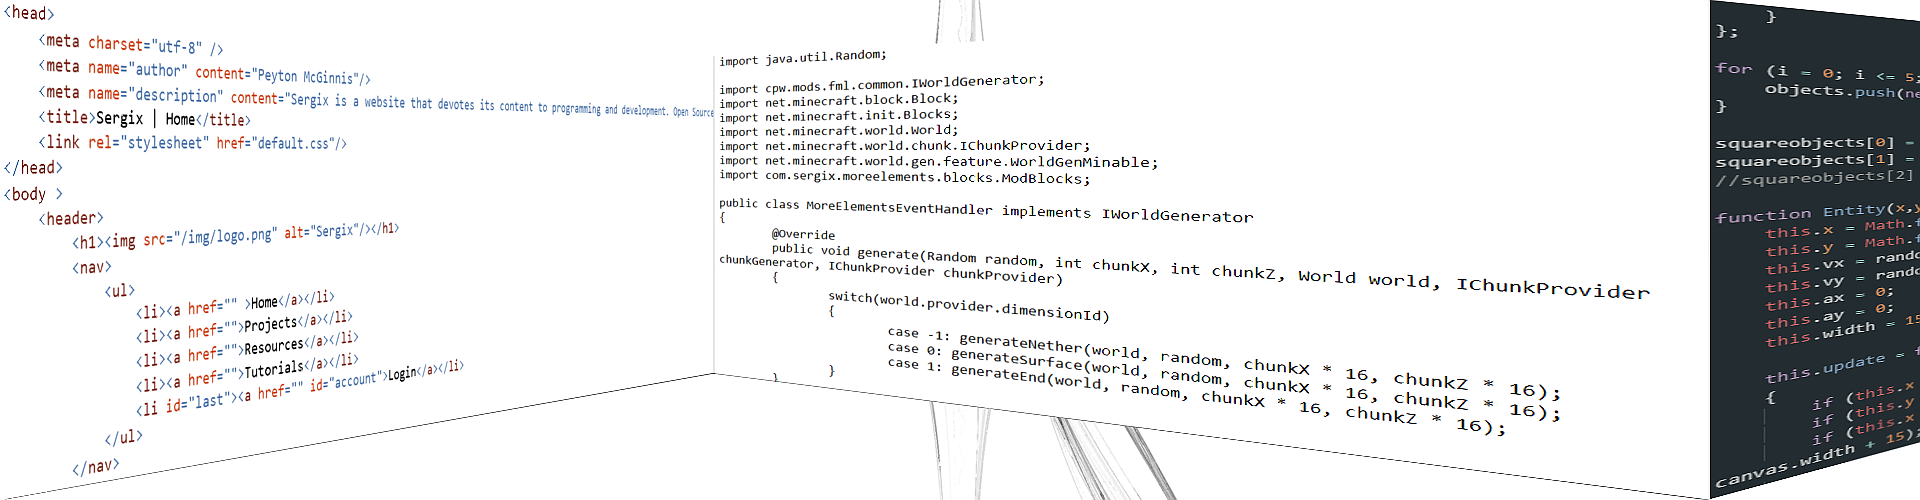 <head>
<meta charset="utf-8" />
<meta name="author" content="Peyton McGinnis"/>
<meta name="description" content="Sergix is a website that devotes its content to programming and development. Open Source
<title>Sergix | Home</title>
<link rel="stylesheet" href="default.css"/>
</head>
<body >
<header>
<h1><img src="/img/logo.png" alt="Sergix"/></h1>
<nav>
<ul>
<li><a href="" >Home</a></li>
<li><a href="">Projects</a></li>
<li><a href="">Resources</a></li>
<li><a href="">Tutorials</a></li>
<li id="last"><a href="" id="account">Login</a></li>
</ul>
</nav>
import java.util.Random;
import cpw.mods.fml.common.IWorldGenerator;
import net.minecraft.block.Block;
import net.minecraft.init.Blocks;
import net.minecraft.world.World;
import net.minecraft.world.chunk.IChunkProvider;
import net.minecraft.world.gen.feature.WorldGenMinable;
import com.sergix.moreelements.blocks.ModBlocks;
public class MoreElementsEventHandler implements IWorldGenerator
{
@Override
public void generate(Random random, int chunkX, int chunkZ, World world, IChunkProvider
chunkGenerator, IChunkProvider chunkProvider)
{
switch(world.provider.dimensionId)
{
case -1: generateNether(world, random, chunkX * 16, chunkZ * 16);
case 0: generateSurface(world, random, chunkX * 16, chunkZ * 16);
case 1: generateEnd(world, random, chunkX * 16, chunkZ * 16);
}
}
}
};
for (i = 0; i <= 5;
objects.push(ne
}
squareobjects[0] =
squareobjects[1] =
//squareobjects[2]
function Entity(x,y
this.x = Math.f
this.y = Math.f
this.vx = rando
this.vy = rando
this.ax = 0;
this.ay = 0;
this.width = 15
this.update = f
{
if (this.x
if (this.y
if (this.x
canvas.width + 15);